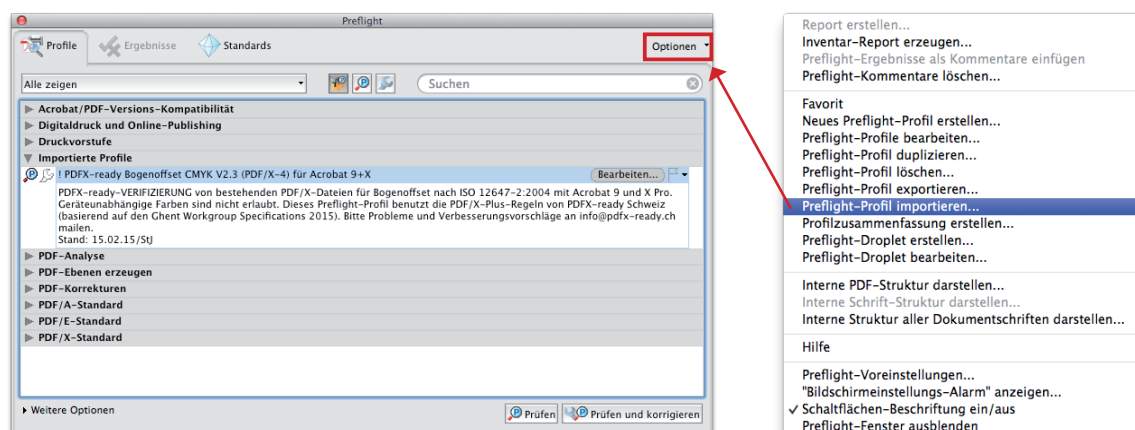 Preflight
Profile
Ergebnisse
Standards
Optionen
Alle zeigen
Suchen
Acrobat/PDF-Versions-Kompatibilität
Digitaldruck und Online-Publishing
Druckvorstufe
Importierte Profile
! PDFX-ready Bogenoffset CMYK V2.3 (PDF/X-4) für Acrobat 9+X
Bearbeiten...
PDFX-ready-VERIFIZIERUNG von bestehenden PDF/X-Dateien für Bogenoffset nach ISO 12647-2:2004 mit Acrobat 9 und X Pro.
Geräteunabhängige Farben sind nicht erlaubt. Dieses Preflight-Profil benutzt die PDF/X-Plus-Regeln von PDFX-ready Schweiz
(basierend auf den Ghent Workgroup Specifications 2015). Bitte Probleme und Verbesserungsvorschläge an info@pdfx-ready.ch
mailen.
Stand: 15.02.15/StJ
PDF-Analyse
PDF-Ebenen erzeugen
PDF-Korrekturen
PDF/A-Standard
PDF/E-Standard
PDF/X-Standard
Weitere Optionen
Prüfen
Prüfen und korrigieren
Report erstellen...
Inventar-Report erzeugen...
Preflight-Ergebnisse als Kommentare einfügen
Preflight-Kommentare löschen...
Favorit
Neues Preflight-Profil erstellen...
Preflight-Profile bearbeiten...
Preflight-Profil duplizieren...
Preflight-Profil löschen...
Preflight-Profil exportieren...
Preflight-Profil importieren...
Profilzusammenfassung erstellen...
Preflight-Droplet erstellen...
Preflight-Droplet bearbeiten...
Interne PDF-Struktur darstellen...
Interne Schrift-Struktur darstellen...
Interne Struktur aller Dokumentschriften darstellen...
Hilfe
Preflight-Voreinstellungen...
"Bildschirmeinstellungs-Alarm" anzeigen...
Schaltflächen-Beschriftung ein/aus
Preflight-Fenster ausblenden